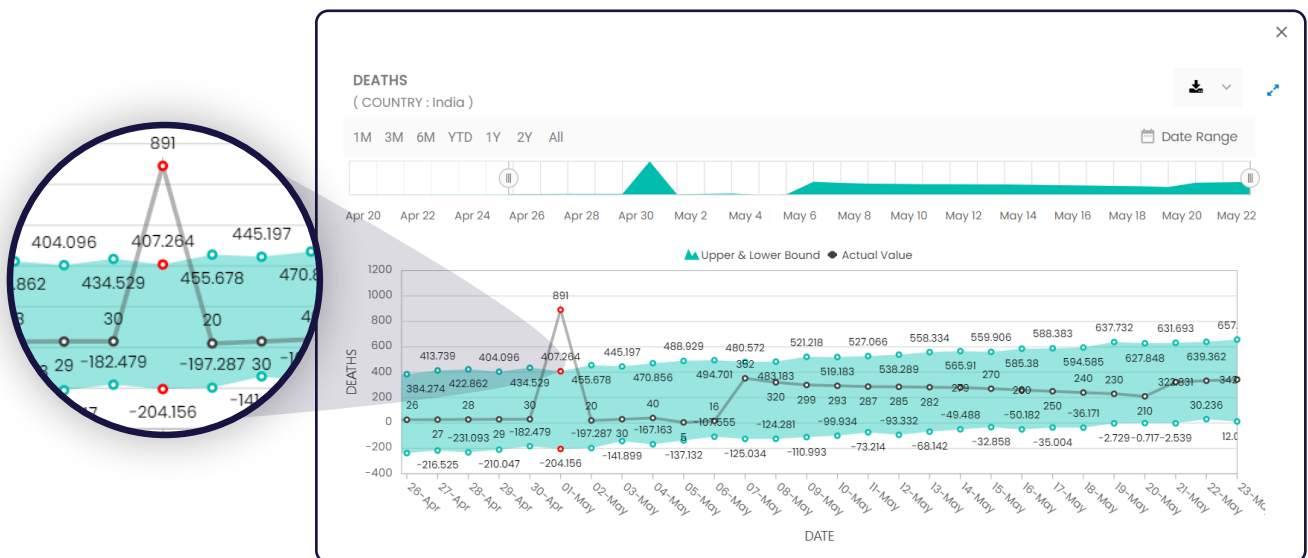 DEATHS
( COUNTRY : India )
1M 3M 6M YTD 1Y 2Y All
Date Range
Apr 20 Apr 22 Apr 24 Apr 26 Apr 28 Apr 30 May 2 May 4 May 6 May 8 May 10 May 12 May 14 May 16 May 18 May 20 May 22
Upper & Lower Bound Actual Value
1200
1000
800
600
400
200
0
-200
-400
DEATHS
891
413.739 404.096 407.264 445.197 488.929 480.572 521.218 527.066 558.334 559.906 588.383 637.732 631.693 657.
384.274 422.862 434.529 455.678 470.856 494.701 483.183 519.183 538.289 565.91 585.38 594.585 627.848 639.362
392
26 28 30 20 40 16 320 299 293 287 285 282 270 260 240 230
27 29 30 5 250 210
-231.093 -182.479 -197.287 -167.163 -107.555 -124.281 -99.934 -93.332 -49.488 -50.182 -36.171 -0.717 30.236
-216.525 -210.047 -204.156 -141.899 -137.132 -125.034 -110.993 -73.214 -68.142 -32.858 -35.004 -2.729 -2.539
26-Apr 27-Apr 28-Apr 29-Apr 30-Apr 01-May 02-May 03-May 04-May 05-May 06-May 07-May 08-May 09-May 10-May 11-May 12-May 13-May 14-May 15-May 16-May 17-May 18-May 19-May 20-May 21-May 22-May
DATE
891
404.096 407.264 445.197
.862 434.529 455.678 470.8
30 20
29 -182.479 -197.287 30
-204.156 -141